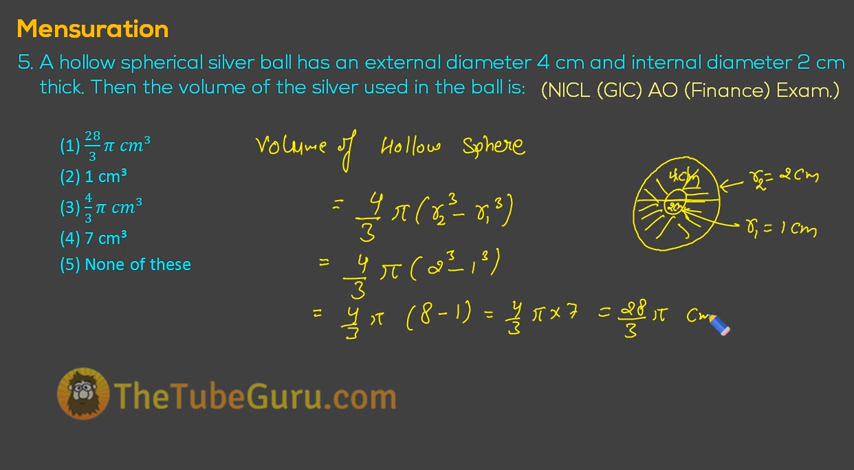 Mensuration
5. A hollow spherical silver ball has an external diameter 4 cm and internal diameter 2 cm
thick. Then the volume of the silver used in the ball is: (NICL (GIC) AO (Finance) Exam.)
(1) 28/3 π cm³
(2) 1 cm³
(3) 4/3 π cm³
(4) 7 cm³
(5) None of these
Volume of Hollow Sphere
= 4/3 π (r₂³ - r₁³)
= 4/3 π (2³ - 1³)
= 4/3 π (8 - 1) = 4/3 π × 7 = 28/3 π cm
4cm
2cm
r₂ = 2cm
r₁ = 1cm
TheTubeGuru.com